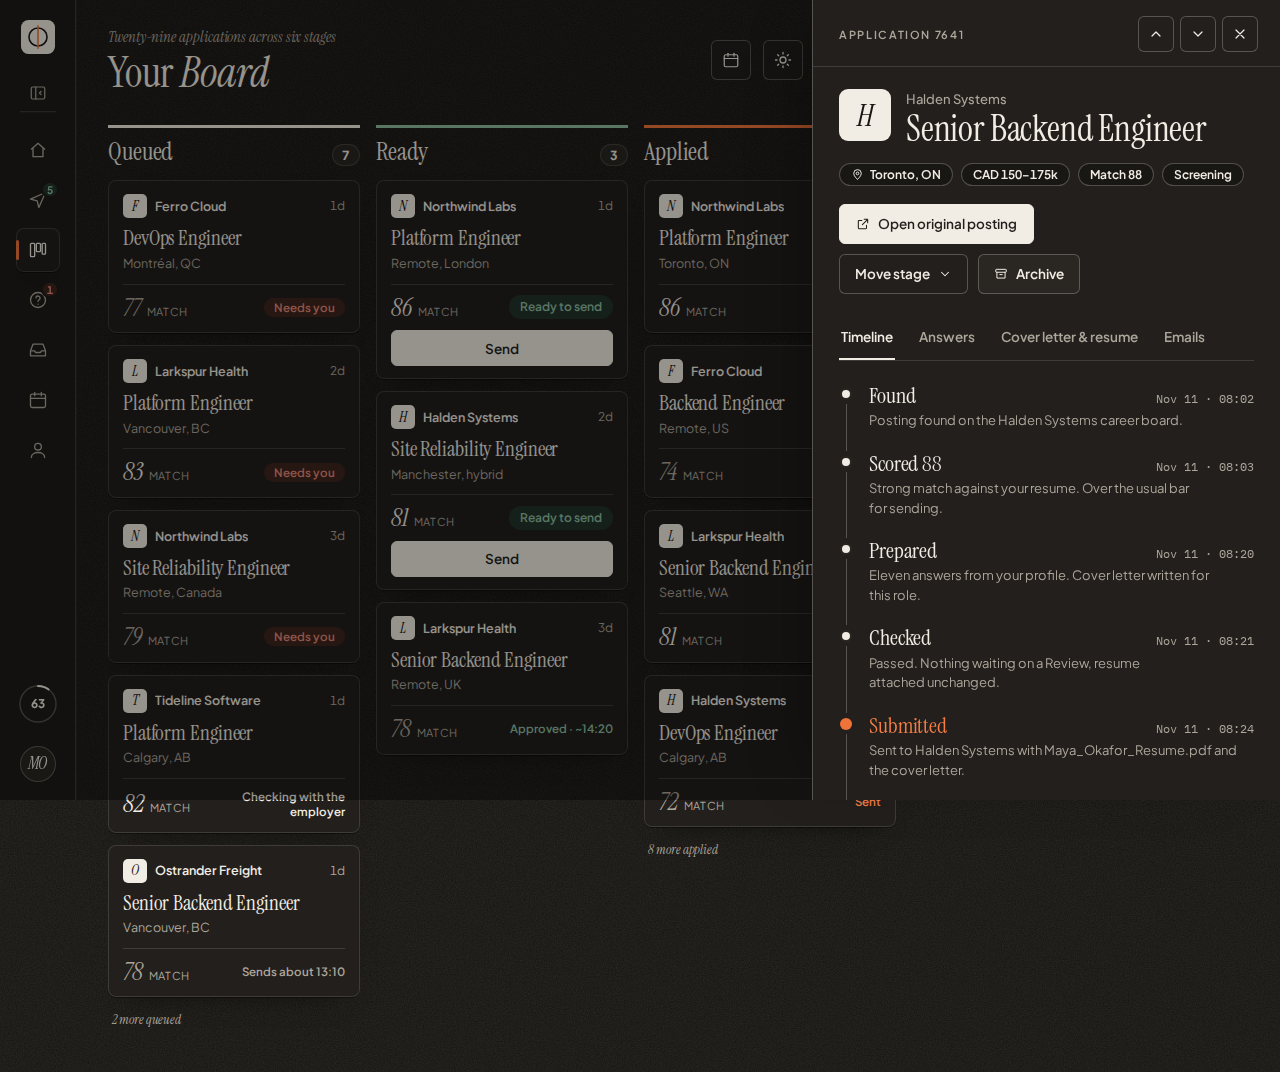 Twenty-nine applications across six stages
Your Board
5
1
63
MO
Queued
7
F Ferro Cloud 1d
DevOps Engineer
Montréal, QC
77 MATCH Needs you
L Larkspur Health 2d
Platform Engineer
Vancouver, BC
83 MATCH Needs you
N Northwind Labs 3d
Site Reliability Engineer
Remote, Canada
79 MATCH Needs you
T Tideline Software 1d
Platform Engineer
Calgary, AB
82 MATCH Checking with the
employer
O Ostrander Freight 1d
Senior Backend Engineer
Vancouver, BC
78 MATCH Sends about 13:10
2 more queued
Ready
3
N Northwind Labs 1d
Platform Engineer
Remote, London
86 MATCH Ready to send
Send
H Halden Systems 2d
Site Reliability Engineer
Manchester, hybrid
81 MATCH Ready to send
Send
L Larkspur Health 3d
Senior Backend Engineer
Remote, UK
78 MATCH Approved · ~14:20
Applied
N Northwind Labs
Platform Engineer
Toronto, ON
86 MATCH
F Ferro Cloud
Backend Engineer
Remote, US
74 MATCH
L Larkspur Health
Senior Backend Engin
Seattle, WA
81 MATCH
H Halden Systems
DevOps Engineer
Calgary, AB
72 MATCH Sent
8 more applied
APPLICATION 7641
H
Halden Systems
Senior Backend Engineer
Toronto, ON CAD 150–175k Match 88 Screening
Open original posting
Move stage Archive
Timeline Answers Cover letter & resume Emails
Found Nov 11 · 08:02
Posting found on the Halden Systems career board.
Scored 88 Nov 11 · 08:03
Strong match against your resume. Over the usual bar
for sending.
Prepared Nov 11 · 08:20
Eleven answers from your profile. Cover letter written for
this role.
Checked Nov 11 · 08:21
Passed. Nothing waiting on a Review, resume
attached unchanged.
Submitted Nov 11 · 08:24
Sent to Halden Systems with Maya_Okafor_Resume.pdf and
the cover letter.